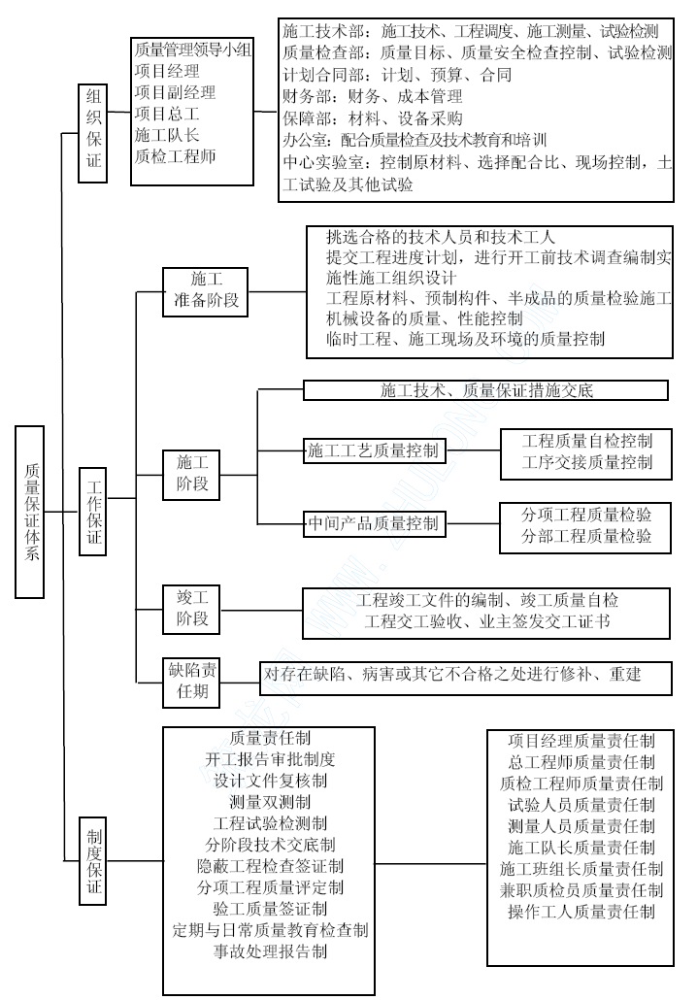 质量保证体系
组织保证
质量管理领导小组
项目经理
项目副经理
项目总工
施工队长
质检工程师
施工技术部：施工技术、工程调度、施工测量、试验检测
质量检查部：质量目标、质量安全检查控制、试验检测
计划合同部：计划、预算、合同
财务部：财务、成本管理
保障部：材料、设备采购
办公室：配合质量检查及技术教育和培训
中心实验室：控制原材料、选择配合比、现场控制，土
工试验及其他试验
工作保证
施工
准备阶段
挑选合格的技术人员和技术工人
提交工程进度计划，进行开工前技术调查编制实
施性施工组织设计
工程原材料、预制构件、半成品的质量检验施工
机械设备的质量、性能控制
临时工程、施工现场及环境的质量控制
施工
阶段
施工技术、质量保证措施交底
施工工艺质量控制
工程质量自检控制
工序交接质量控制
中间产品质量控制
分项工程质量检验
分部工程质量检验
竣工
阶段
工程竣工文件的编制、竣工质量自检
工程交工验收、业主签发交工证书
缺陷责
任期
对存在缺陷、病害或其它不合格之处进行修补、重建
制度保证
质量责任制
开工报告审批制度
设计文件复核制
测量双测制
工程试验检测制
分阶段技术交底制
隐蔽工程检查签证制
分项工程质量评定制
验工质量签证制
定期与日常质量教育检查制
事故处理报告制
项目经理质量责任制
总工程师质量责任制
质检工程师质量责任制
试验人员质量责任制
测量人员质量责任制
施工队长质量责任制
施工班组长质量责任制
兼职质检员质量责任制
操作工人质量责任制